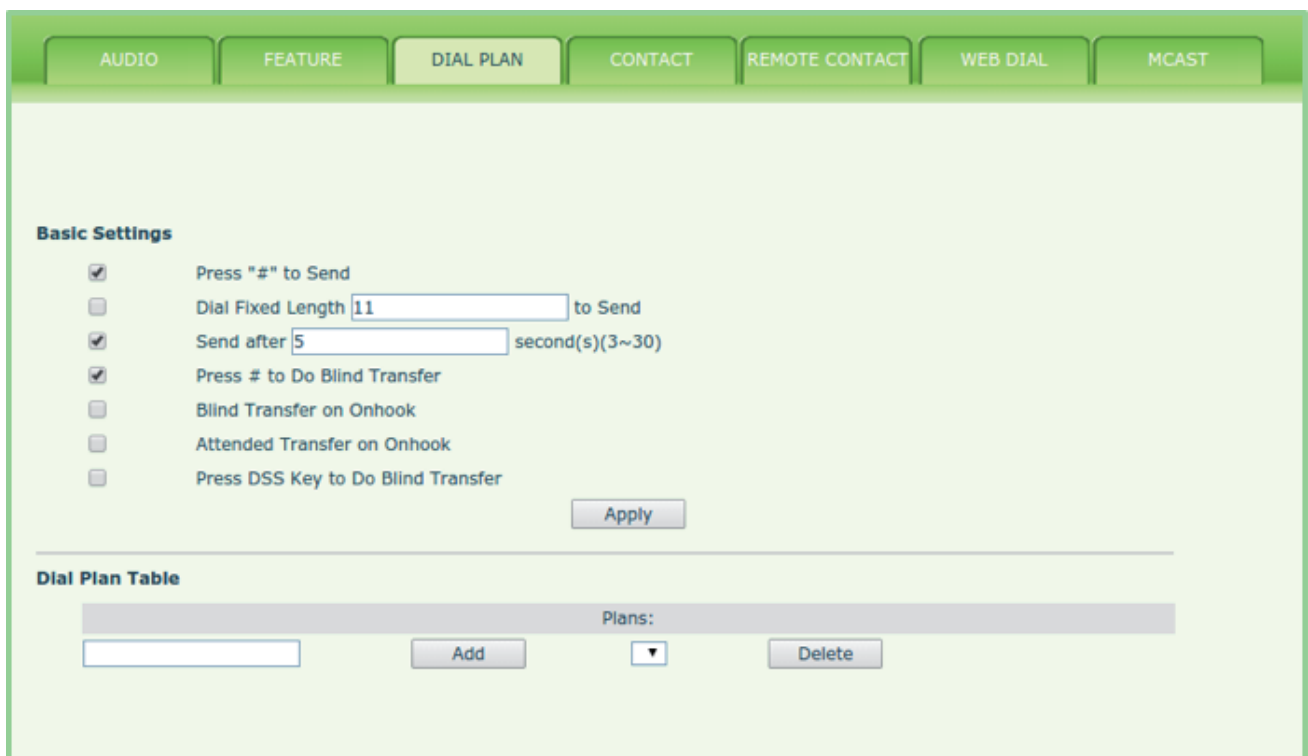 AUDIO FEATURE DIAL PLAN CONTACT REMOTE CONTACT WEB DIAL MCAST
Basic Settings
Press "#" to Send
Dial Fixed Length 11 to Send
Send after 5 second(s)(3~30)
Press # to Do Blind Transfer
Blind Transfer on Onhook
Attended Transfer on Onhook
Press DSS Key to Do Blind Transfer
Apply
Dial Plan Table
Plans:
Add Delete